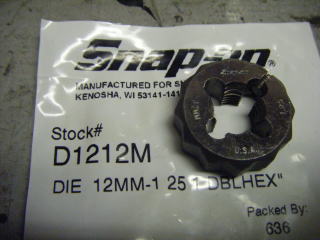 Snap-on®
MANUFACTURED FOR
KENOSHA, WI 53141-141
Stock#
D1212M
DIE 12MM-1 25 1 DBLHEX"
U.S.A.
Packed By:
636